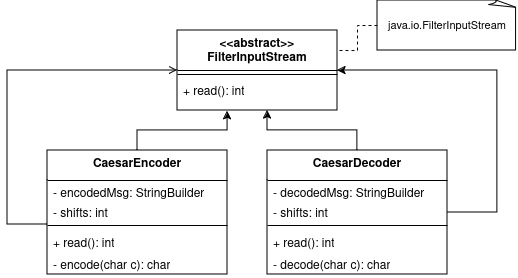 <<abstract>>
FilterInputStream
+ read(): int
java.io.FilterInputStream
CaesarEncoder
- encodedMsg: StringBuilder
- shifts: int
+ read(): int
- encode(char c): char
CaesarDecoder
- decodedMsg: StringBuilder
- shifts: int
+ read(): int
- decode(char c): char